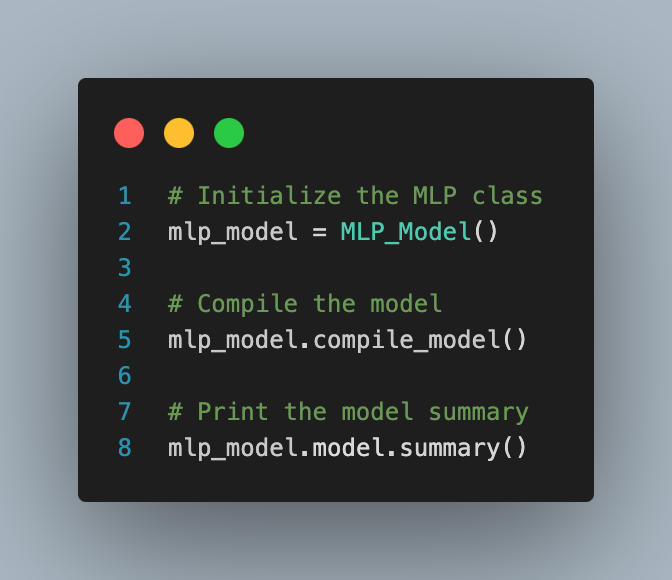 1 # Initialize the MLP class
2 mlp_model = MLP_Model()
3
4 # Compile the model
5 mlp_model.compile_model()
6
7 # Print the model summary
8 mlp_model.model.summary()